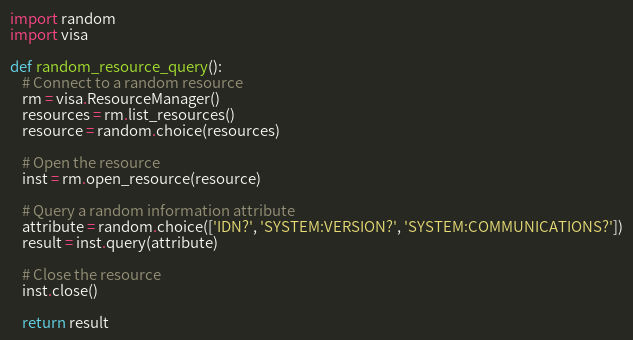 import random
import visa
def random_resource_query():
# Connect to a random resource
rm = visa.ResourceManager()
resources = rm.list_resources()
resource = random.choice(resources)
# Open the resource
inst = rm.open_resource(resource)
# Query a random information attribute
attribute = random.choice(['IDN?', 'SYSTEM:VERSION?', 'SYSTEM:COMMUNICATIONS?'])
result = inst.query(attribute)
# Close the resource
inst.close()
return result